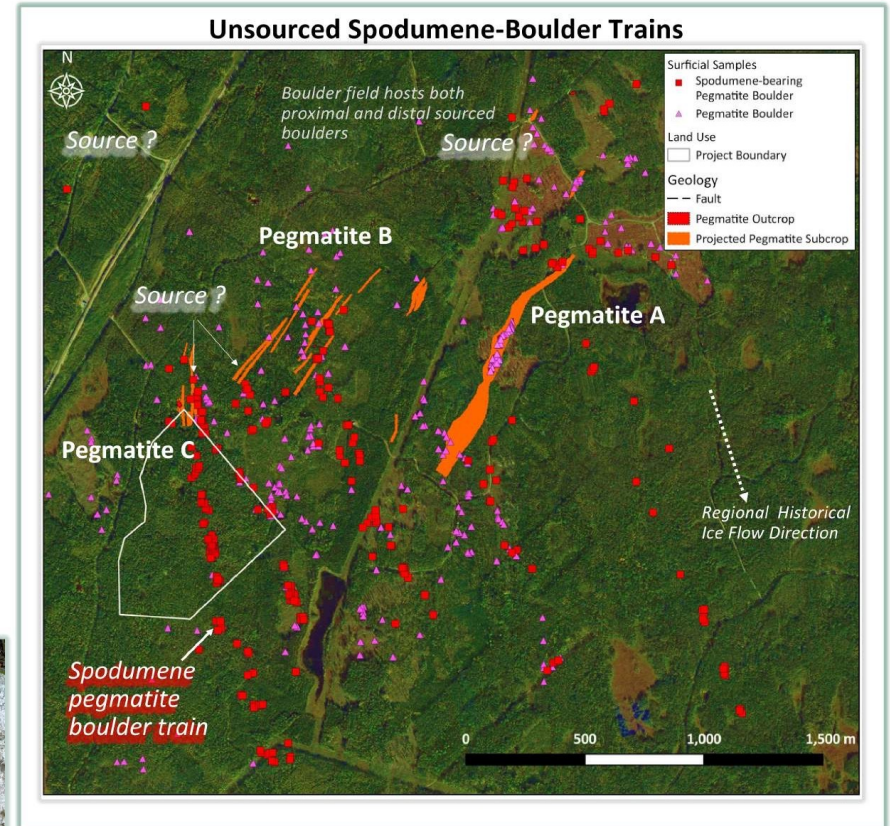 Unsourced Spodumene-Boulder Trains
N
Boulder field hosts both
proximal and distal sourced
boulders
Source ?
Source ?
Surficial Samples
Spodumene-bearing
Pegmatite Boulder
Pegmatite Boulder
Land Use
Project Boundary
Geology
Fault
Pegmatite Outcrop
Projected Pegmatite Subcrop
Pegmatite B
Source ?
Pegmatite A
Pegmatite C
Regional Historical
Ice Flow Direction
Spodumene
pegmatite
boulder train
0 500 1,000 1,500 m